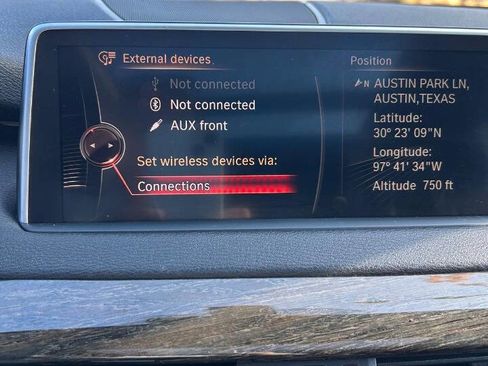 External devices
Not connected
Not connected
AUX front
Set wireless devices via:
Connections
Position
N AUSTIN PARK LN,
AUSTIN,TEXAS
Latitude:
30° 23' 09"N
Longitude:
97° 41' 34"W
Altitude 750 ft